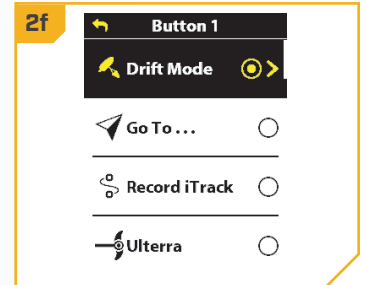 2f
Button 1
Drift Mode
Go To ...
Record iTrack
Ulterra